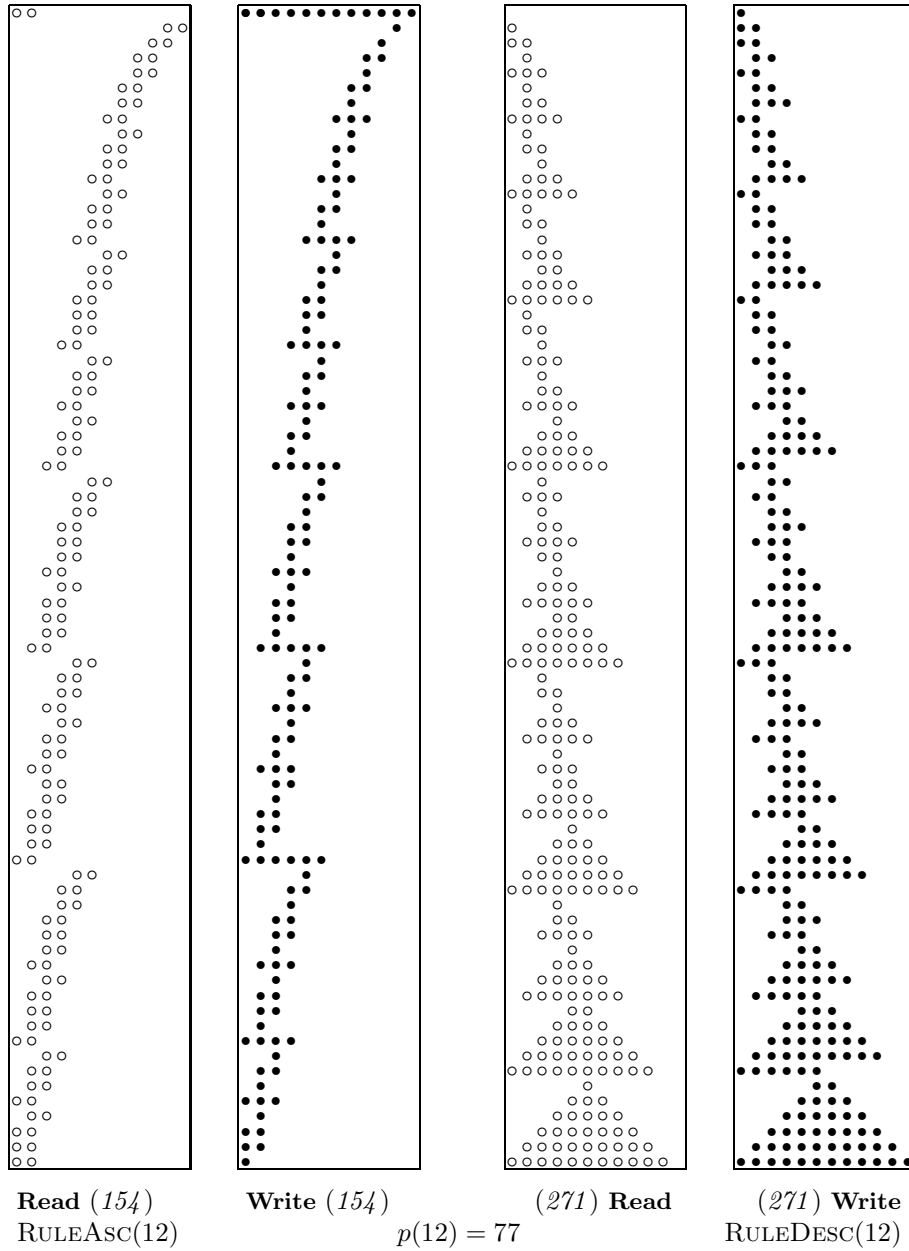 Read (154) Write (154) (271) Read (271) Write
RULEASC(12) p(12) = 77 RULEDESC(12)